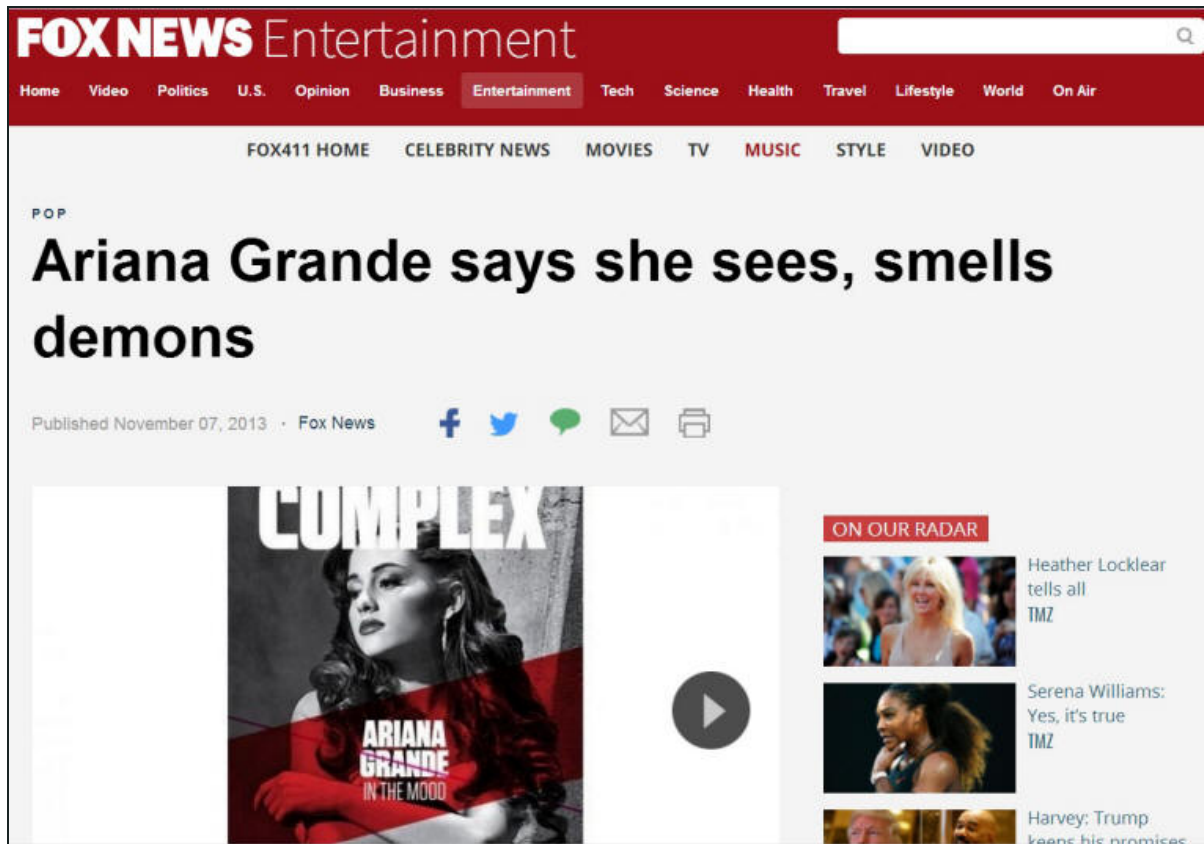 FOX NEWS Entertainment
Home Video Politics U.S. Opinion Business Entertainment Tech Science Health Travel Lifestyle World On Air
FOX411 HOME CELEBRITY NEWS MOVIES TV MUSIC STYLE VIDEO
POP
Ariana Grande says she sees, smells
demons
Published November 07, 2013 · Fox News
COMPLEX
ARIANA
GRANDE
IN THE MOOD
ON OUR RADAR
Heather Locklear
tells all
TMZ
Serena Williams:
Yes, it's true
TMZ
Harvey: Trump
keeps his promises